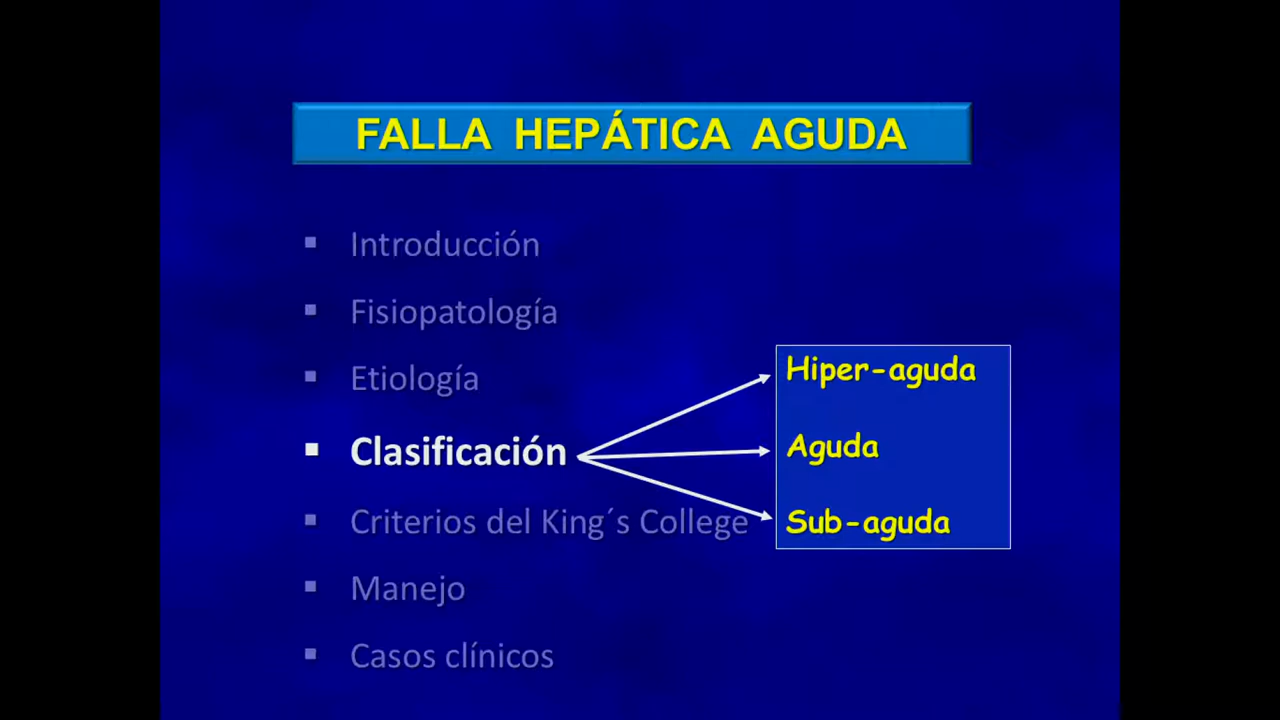 FALLA HEPÁTICA AGUDA
▪ Introducción
▪ Fisiopatología
▪ Etiología
▪ Clasificación
Hiper-aguda
Aguda
Sub-aguda
▪ Criterios del King´s College
▪ Manejo
▪ Casos clínicos